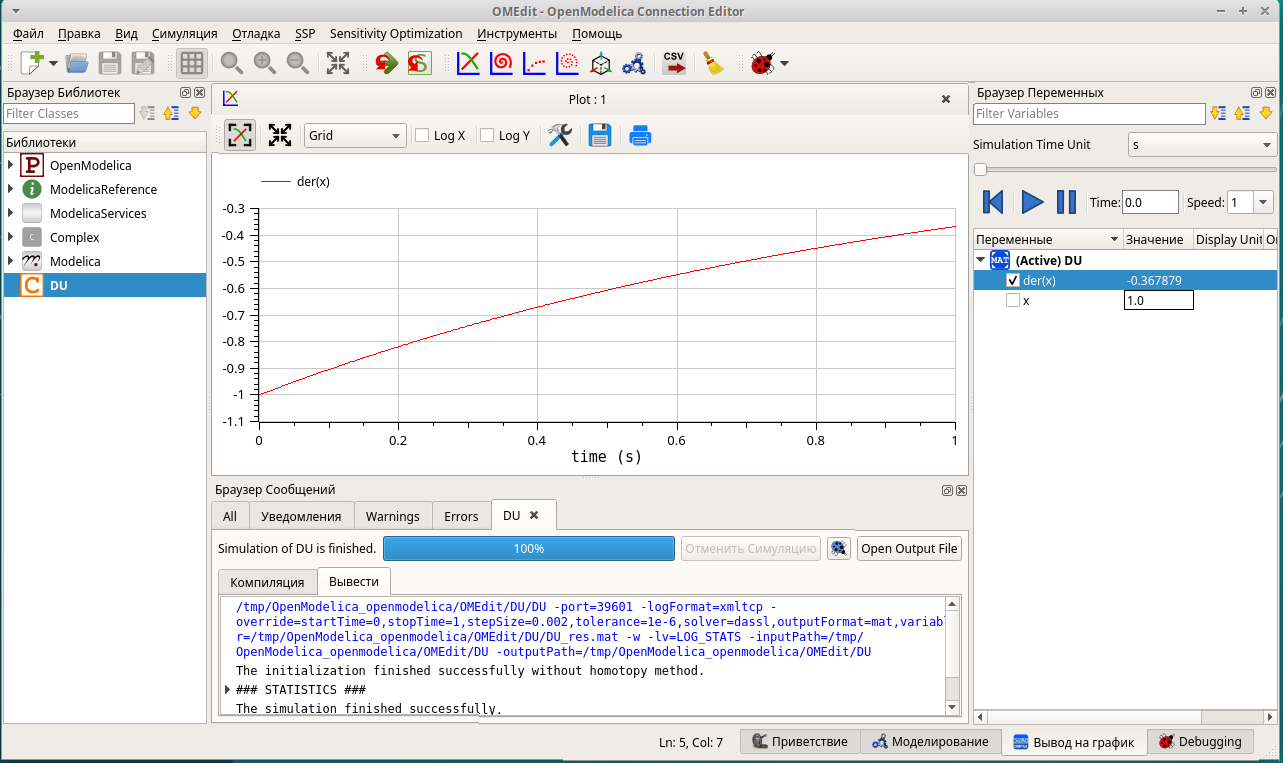 OMEdit - OpenModelica Connection Editor
Файл Правка Вид Симуляция Отладка SSP Sensitivity Optimization Инструменты Помощь
CSV
Браузер Библиотек
Filter Classes
Библиотеки
P OpenModelica
i ModelicaReference
ModelicaServices
C Complex
m Modelica
C DU
Plot : 1
Grid Log X Log Y
der(x)
-0.3
-0.4
-0.5
-0.6
-0.7
-0.8
-0.9
-1
-1.1
0 0.2 0.4 0.6 0.8 1
time (s)
Браузер Сообщений
All Уведомления Warnings Errors DU
Simulation of DU is finished. 100% Отменить Симуляцию Open Output File
Компиляция Вывести
/tmp/OpenModelica_openmodelica/OMEdit/DU/DU -port=39601 -logFormat=xmltcp -
override=startTime=0,stopTime=1,stepSize=0.002,tolerance=1e-6,solver=dassl,outputFormat=mat,variab
r=/tmp/OpenModelica_openmodelica/OMEdit/DU/DU_res.mat -w -lv=LOG_STATS -inputPath=/tmp/
OpenModelica_openmodelica/OMEdit/DU -outputPath=/tmp/OpenModelica_openmodelica/OMEdit/DU
The initialization finished successfully without homotopy method.
### STATISTICS ###
The simulation finished successfully.
Браузер Переменных
Filter Variables
Simulation Time Unit s
Time: 0.0 Speed: 1
Переменные Значение Display Unit
MAT (Active) DU
der(x) -0.367879
x 1.0
Ln: 5, Col: 7 Приветствие Моделирование Вывод на график Debugging